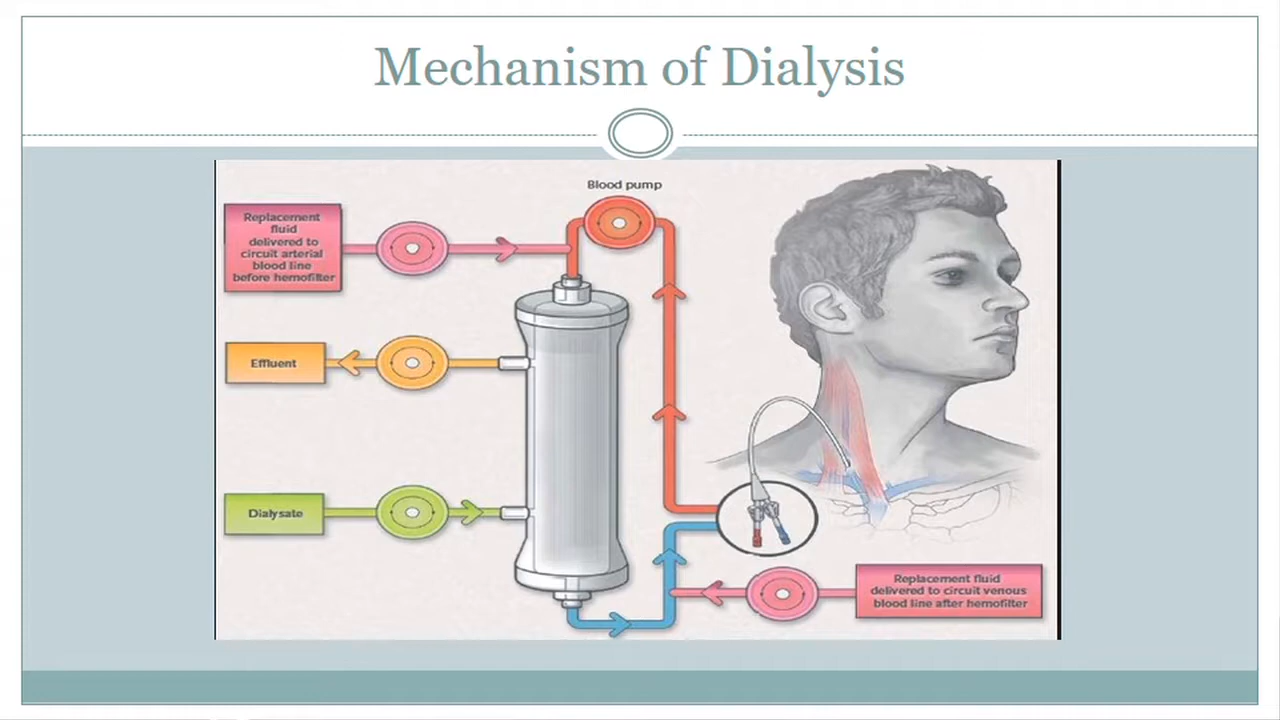 Mechanism of Dialysis
Blood pump
Replacement
fluid
delivered to
circuit arterial
blood line
before hemofilter
Effluent
Dialysate
Replacement fluid
delivered to circuit venous
blood line after hemofilter